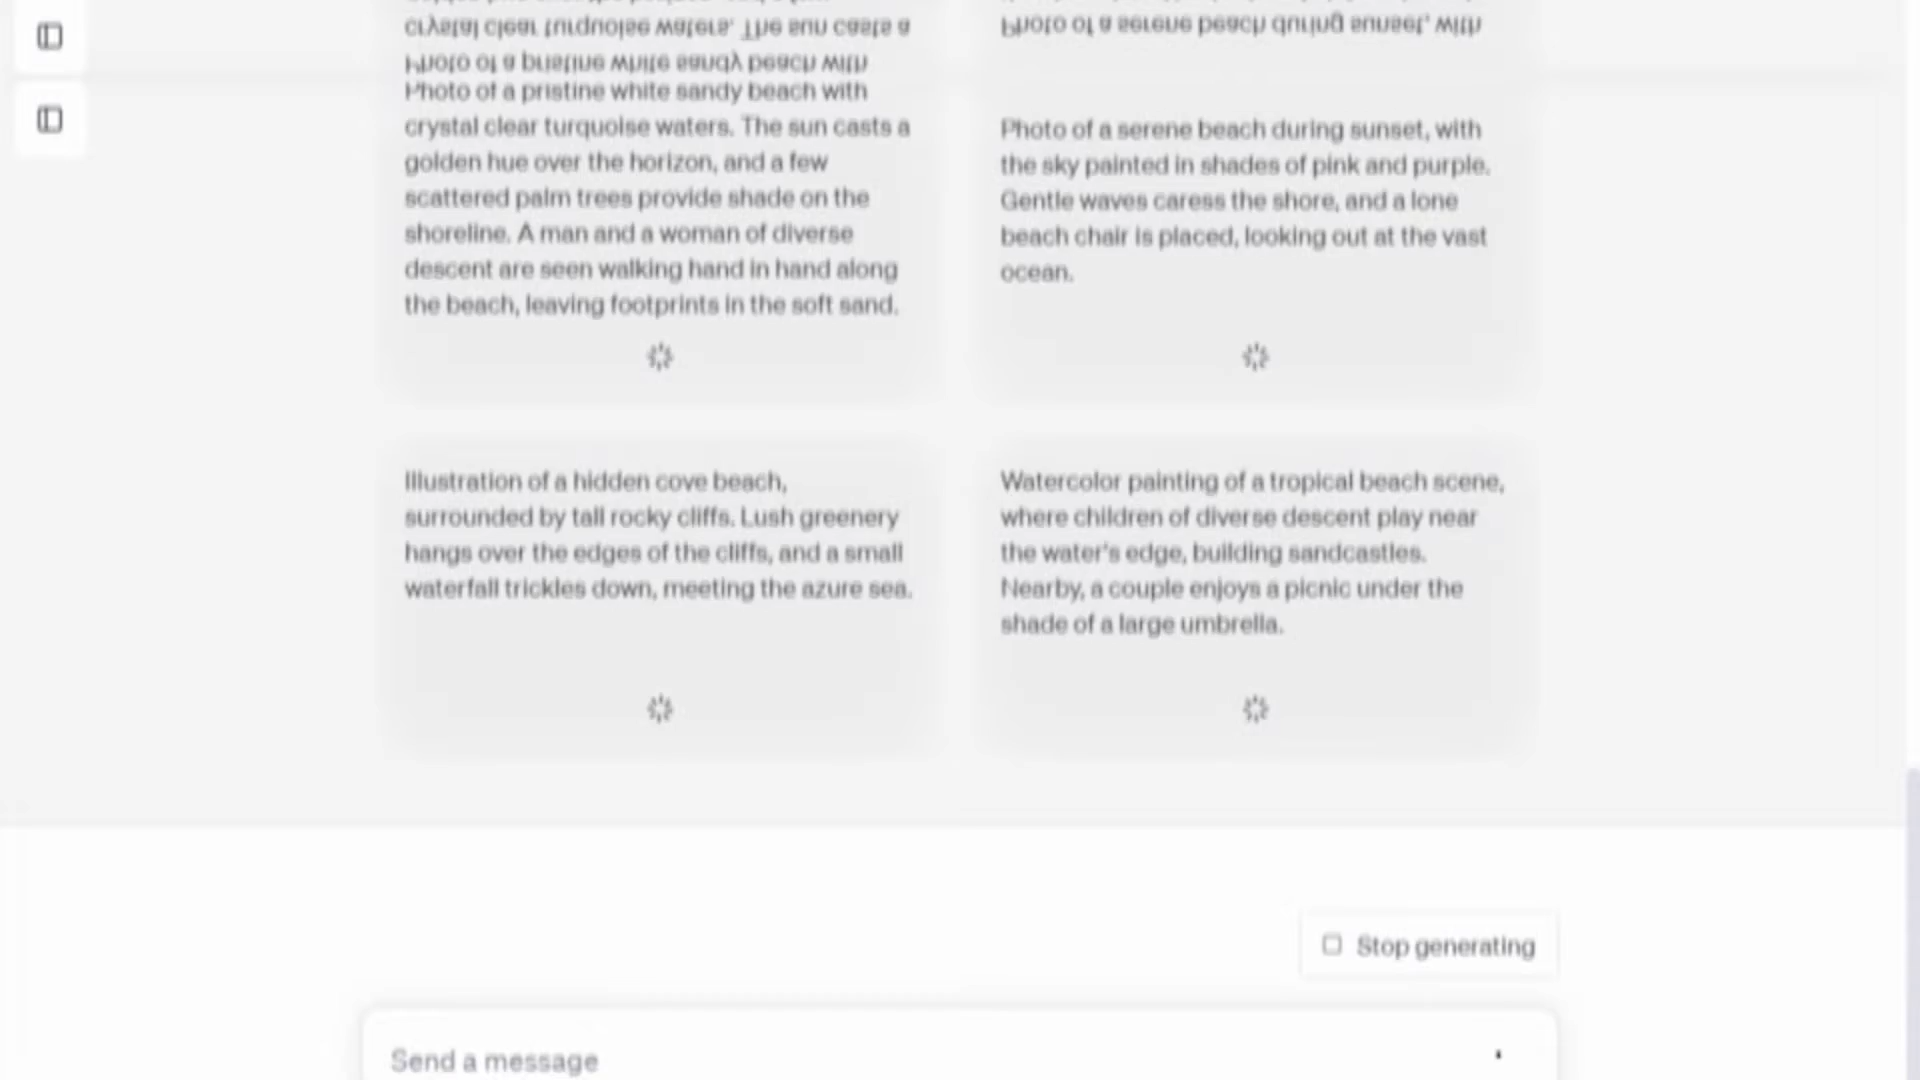 Photo of a pristine white sandy beach with
crystal clear turquoise waters. The sun casts a
golden hue over the horizon, and a few
scattered palm trees provide shade on the
shoreline. A man and a woman of diverse
descent are seen walking hand in hand along
the beach, leaving footprints in the soft sand.
Photo of a serene beach during sunset, with
the sky painted in shades of pink and purple.
Gentle waves caress the shore, and a lone
beach chair is placed, looking out at the vast
ocean.
Illustration of a hidden cove beach,
surrounded by tall rocky cliffs. Lush greenery
hangs over the edges of the cliffs, and a small
waterfall trickles down, meeting the azure sea.
Watercolor painting of a tropical beach scene,
where children of diverse descent play near
the water's edge, building sandcastles.
Nearby, a couple enjoys a picnic under the
shade of a large umbrella.
Stop generating
Send a message